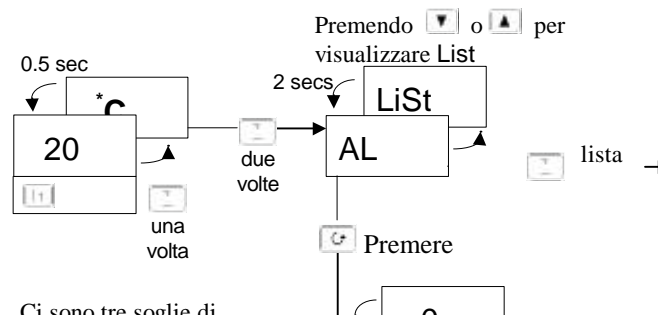 Premendo o per
visualizzare List
0.5 sec
2 secs
*C
LiSt
20
AL
due
volte
lista
una
volta
Premere
Ci sono tre soglie di